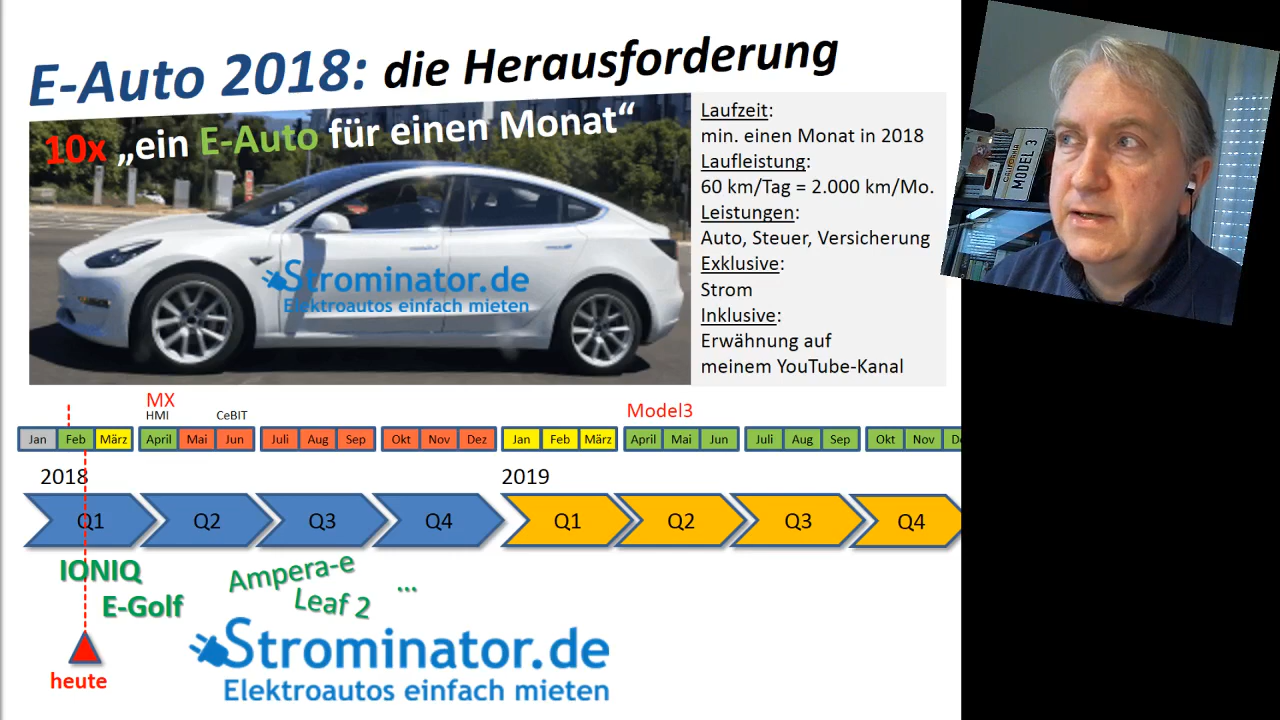 E-Auto 2018: die Herausforderung
10x „ein E-Auto für einen Monat“
Strominator.de
Elektroautos einfach mieten
Laufzeit:
min. einen Monat in 2018
Laufleistung:
60 km/Tag = 2.000 km/Mo.
Leistungen:
Auto, Steuer, Versicherung
Exklusive:
Strom
Inklusive:
Erwähnung auf
meinem YouTube-Kanal
MODEL 3
MX
HMI CeBIT
Model3
Jan Feb März April Mai Jun Juli Aug Sep Okt Nov Dez Jan Feb März April Mai Jun Juli Aug Sep Okt Nov
2018 2019
Q1 Q2 Q3 Q4 Q1 Q2 Q3 Q4
IONIQ
E-Golf
Ampera-e
Leaf 2
...
heute
Strominator.de
Elektroautos einfach mieten